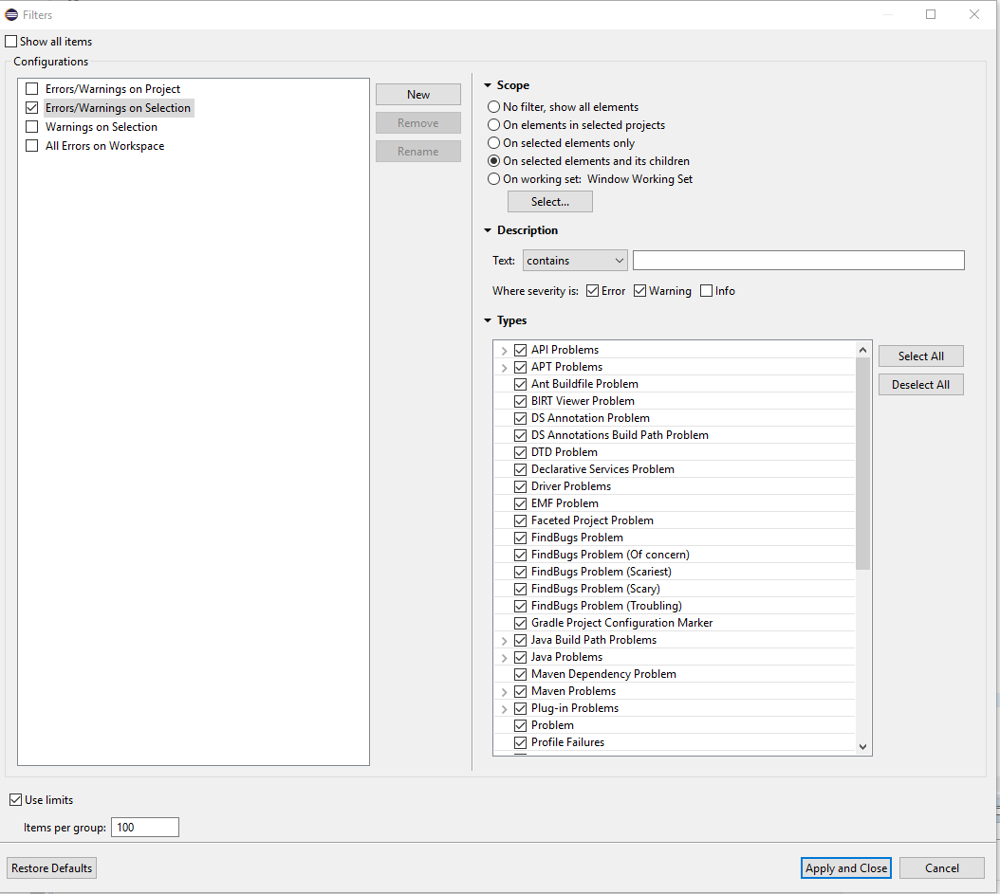 Filters
Show all items
Configurations
Errors/Warnings on Project
Errors/Warnings on Selection
Warnings on Selection
All Errors on Workspace
New
Remove
Rename
Scope
No filter, show all elements
On elements in selected projects
On selected elements only
On selected elements and its children
On working set: Window Working Set
Select...
Description
Text: contains
Where severity is: Error Warning Info
Types
API Problems
APT Problems
Ant Buildfile Problem
BIRT Viewer Problem
DS Annotation Problem
DS Annotations Build Path Problem
DTD Problem
Declarative Services Problem
Driver Problems
EMF Problem
Faceted Project Problem
FindBugs Problem
FindBugs Problem (Of concern)
FindBugs Problem (Scariest)
FindBugs Problem (Scary)
FindBugs Problem (Troubling)
Gradle Project Configuration Marker
Java Build Path Problems
Java Problems
Maven Dependency Problem
Maven Problems
Plug-in Problems
Problem
Profile Failures
Select All
Deselect All
Use limits
Items per group: 100
Restore Defaults
Apply and Close
Cancel